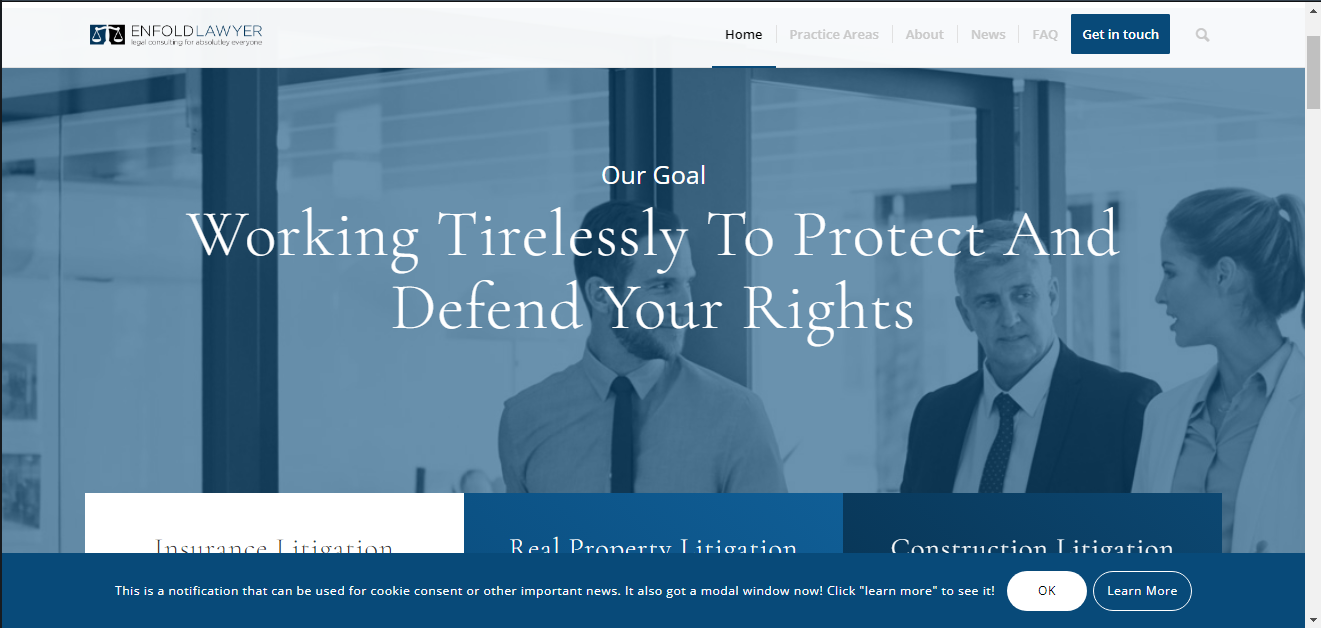 ENFOLDLAWYER
legal consulting for absolutley everyone
Home
Practice Areas
About
News
FAQ
Get in touch
Our Goal
Working Tirelessly To Protect And
Defend Your Rights
Insurance Litigation
Real Property Litigation
Construction Litigation
This is a notification that can be used for cookie consent or other important news. It also got a modal window now! Click "learn more" to see it!
OK
Learn More